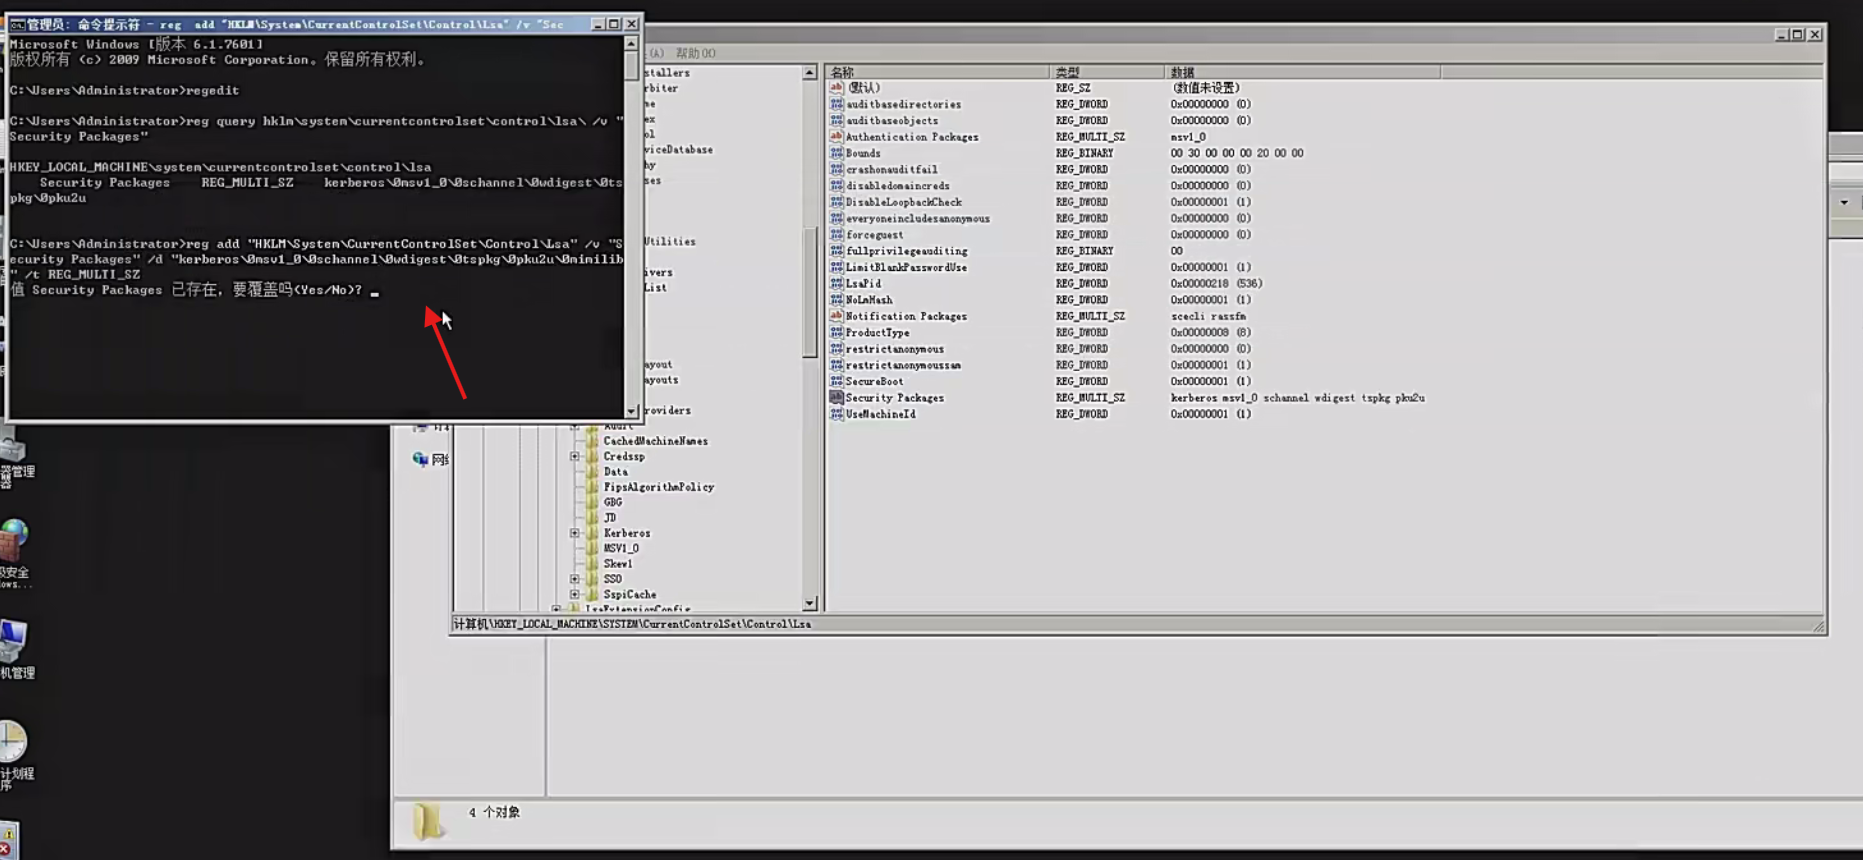 管理员: 命令提示符 - reg  add "HKLM\System\CurrentControlSet\Control\Lsa" /v "Sec
Microsoft Windows [版本 6.1.7601]
版权所有 (c) 2009 Microsoft Corporation。保留所有权利。
C:\Users\Administrator>regedit
C:\Users\Administrator>reg query hklm\system\currentcontrolset\control\lsa\ /v "
Security Packages"
HKEY_LOCAL_MACHINE\system\currentcontrolset\control\lsa
Security Packages    REG_MULTI_SZ    kerberos\0msv1_0\0schannel\0wdigest\0ts
pkg\0pku2u
C:\Users\Administrator>reg add "HKLM\System\CurrentControlSet\Control\Lsa" /v "S
ecurity Packages" /d "kerberos\0msv1_0\0schannel\0wdigest\0tspkg\0pku2u\0mimilib
" /t REG_MULTI_SZ
值 Security Packages 已存在，要覆盖吗(Yes/No)? _
(A) 帮助(H)
stallers
rbiter
me
ex
ol
viceDatabase
hy
ses
Utilities
ivers
List
ayout
ayouts
roviders
Audit
CachedMachineNames
Credssp
Data
FipsAlgorithmPolicy
GBG
JD
Kerberos
MSV1_0
Skew1
SSO
SspiCache
LsaExtensionConfig
名称 类型 数据
(默认) REG_SZ (数值未设置)
auditbasedirectories REG_DWORD 0x00000000 (0)
auditbaseobjects REG_DWORD 0x00000000 (0)
Authentication Packages REG_MULTI_SZ msv1_0
Bounds REG_BINARY 00 30 00 00 00 20 00 00
crashonauditfail REG_DWORD 0x00000000 (0)
disabledomaincreds REG_DWORD 0x00000000 (0)
DisableLoopbackCheck REG_DWORD 0x00000001 (1)
everyoneincludesanonymous REG_DWORD 0x00000000 (0)
forceguest REG_DWORD 0x00000000 (0)
fullprivilegeauditing REG_BINARY 00
LimitBlankPasswordUse REG_DWORD 0x00000001 (1)
LsaPid REG_DWORD 0x00000218 (536)
NoLmHash REG_DWORD 0x00000001 (1)
Notification Packages REG_MULTI_SZ scecli rassfm
ProductType REG_DWORD 0x00000008 (8)
restrictanonymous REG_DWORD 0x00000000 (0)
restrictanonymoussam REG_DWORD 0x00000001 (1)
SecureBoot REG_DWORD 0x00000001 (1)
Security Packages REG_MULTI_SZ kerberos msv1_0 schannel wdigest tspkg pku2u
UseMachineId REG_DWORD 0x00000001 (1)
计算机\HKEY_LOCAL_MACHINE\SYSTEM\CurrentControlSet\Control\Lsa
网络
器管理
器
级安全
ows...
机管理
计划程
序
4 个对象